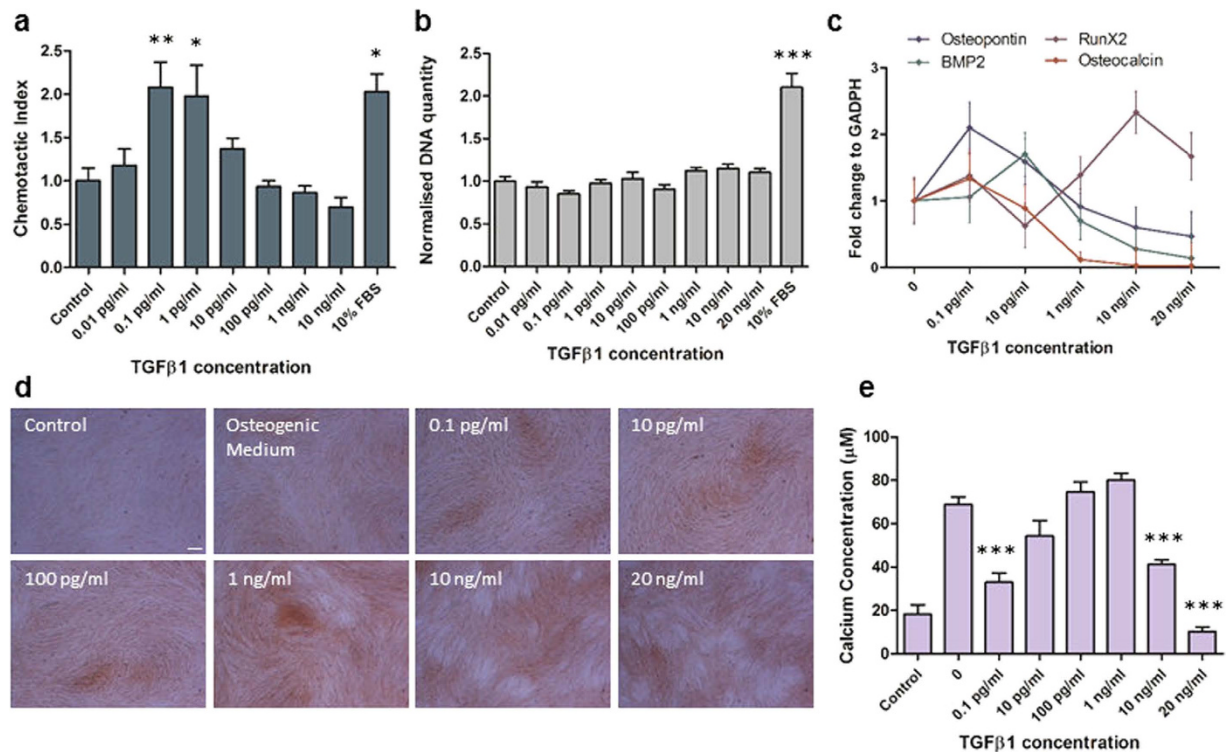 a
**
*
*
2.5
2.0
1.5
1.0
0.5
0.0
Chemotactic Index
Control
0.01 pg/ml
0.1 pg/ml
1 pg/ml
10 pg/ml
100 pg/ml
1 ng/ml
10 ng/ml
10% FBS
TGFβ1 concentration
b
***
2.5
2.0
1.5
1.0
0.5
0.0
Normalised DNA quantity
Control
0.01 pg/ml
0.1 pg/ml
1 pg/ml
10 pg/ml
100 pg/ml
1 ng/ml
10 ng/ml
20 ng/ml
10% FBS
TGFβ1 concentration
c
Osteopontin
RunX2
BMP2
Osteocalcin
3
2
1
0
Fold change to GADPH
0
0.1 pg/ml
10 pg/ml
1 ng/ml
10 ng/ml
20 ng/ml
TGFβ1 concentration
d
Control
Osteogenic
Medium
0.1 pg/ml
10 pg/ml
100 pg/ml
1 ng/ml
10 ng/ml
20 ng/ml
e
***
***
***
100
80
60
40
20
0
Calcium Concentration (μM)
Control
0
0.1 pg/ml
10 pg/ml
100 pg/ml
1 ng/ml
10 ng/ml
20 ng/ml
TGFβ1 concentration